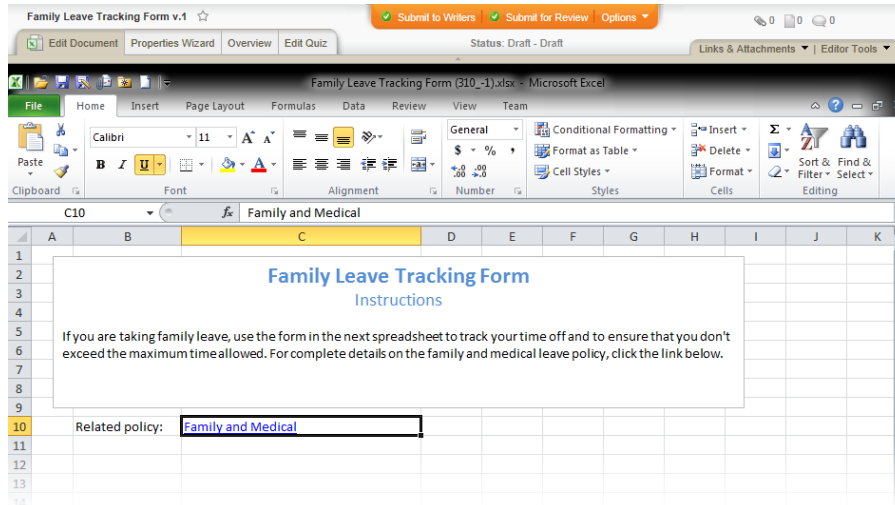 Family Leave Tracking Form v.1
Submit to Writers Submit for Review Options
0 0 0
Edit Document Properties Wizard Overview Edit Quiz
Status: Draft - Draft
Links & Attachments | Editor Tools
Family Leave Tracking Form (310_-1).xlsx - Microsoft Excel
File Home Insert Page Layout Formulas Data Review View Team
Paste
Calibri 11
B I U
General
$ % ,
Conditional Formatting
Format as Table
Cell Styles
Insert
Delete
Format
Sort & Filter
Find & Select
Clipboard Font Alignment Number Styles Cells Editing
C10 fx Family and Medical
A B C D E F G H I J K
1
2
3
4
5
6
7
8
9
10
11
12
13
14
Family Leave Tracking Form
Instructions
If you are taking family leave, use the form in the next spreadsheet to track your time off and to ensure that you don't
exceed the maximum time allowed. For complete details on the family and medical leave policy, click the link below.
Related policy: Family and Medical